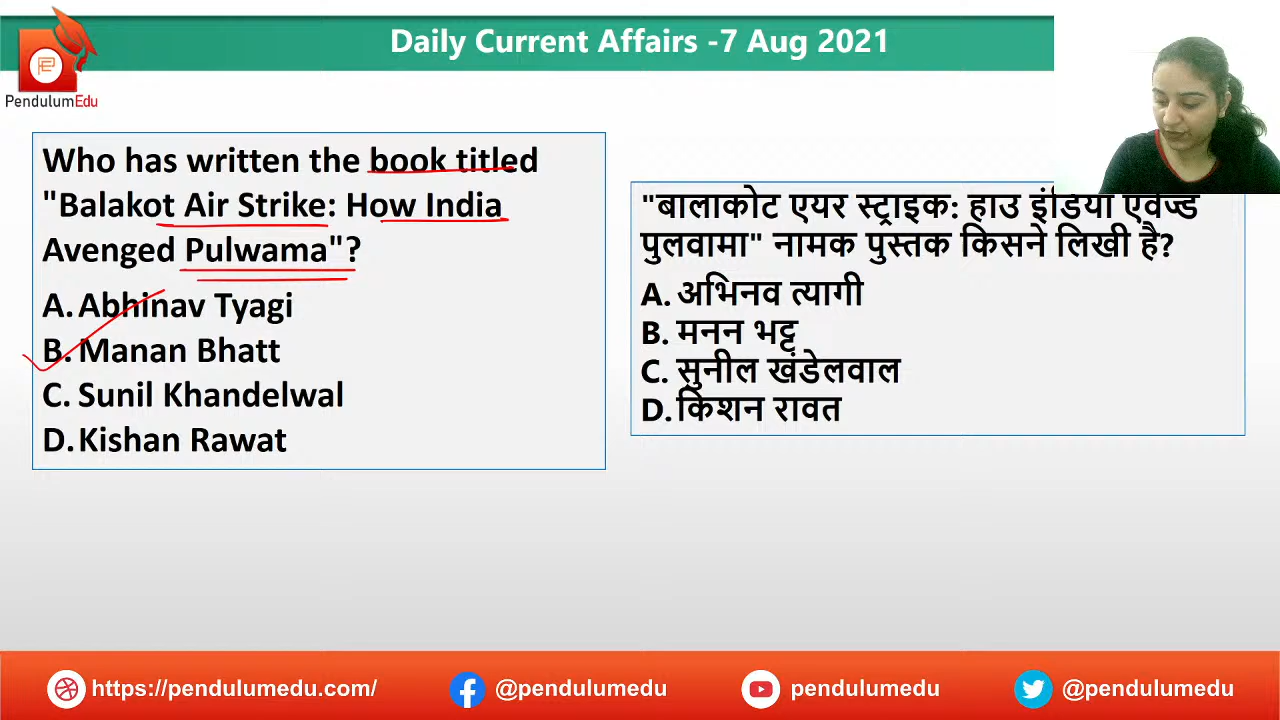 Daily Current Affairs -7 Aug 2021
PendulumEdu
Who has written the book titled
"Balakot Air Strike: How India
Avenged Pulwama"?
A. Abhinav Tyagi
B. Manan Bhatt
C. Sunil Khandelwal
D. Kishan Rawat
"बालाकोट एयर स्ट्राइक: हाउ इंडिया एवेंज्ड
पुलवामा" नामक पुस्तक किसने लिखी है?
A. अभिनव त्यागी
B. मनन भट्ट
C. सुनील खंडेलवाल
D. किशन रावत
https://pendulumedu.com/ @pendulumedu pendulumedu @pendulumedu